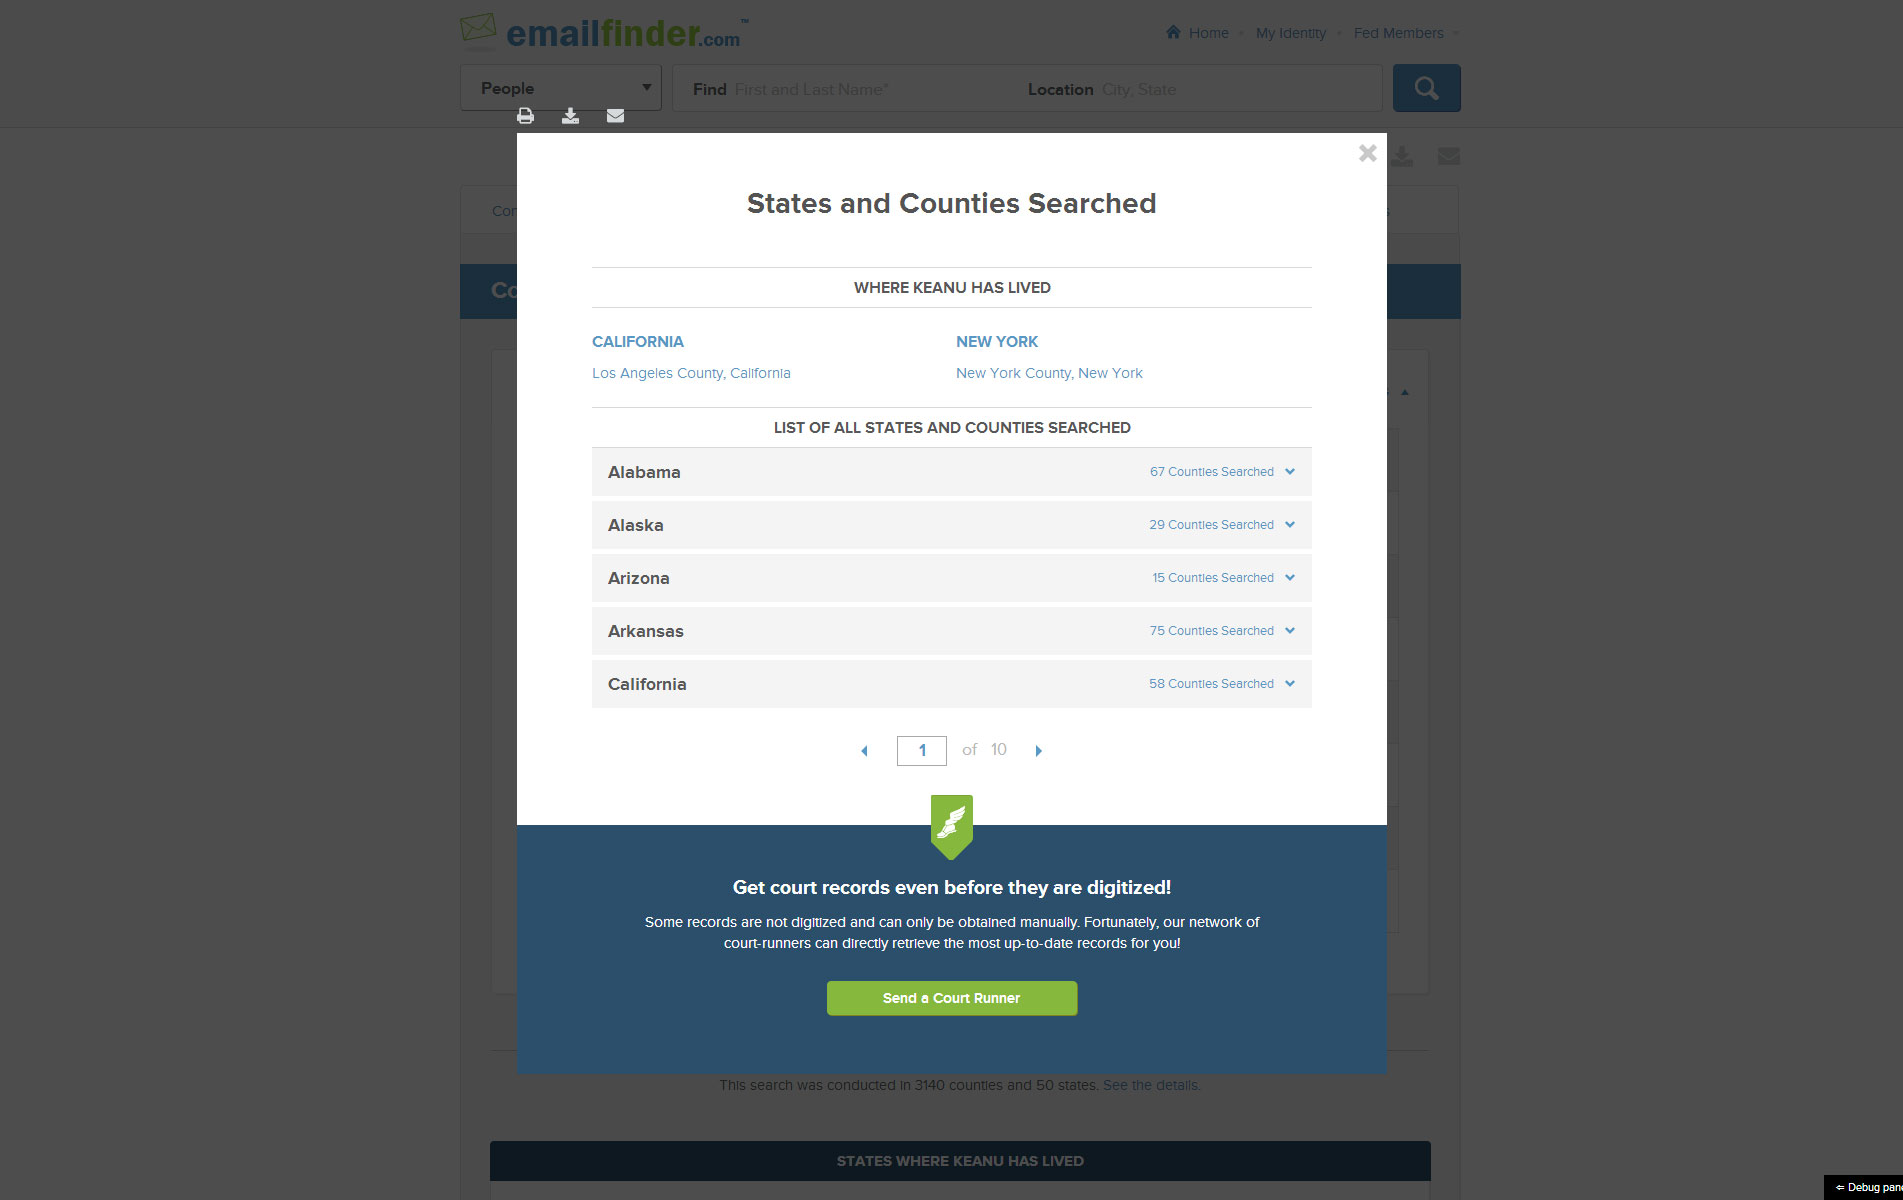 emailfinder.com™
Home • My Identity • Fed Members
People
Find First and Last Name*
Location City, State
States and Counties Searched
WHERE KEANU HAS LIVED
CALIFORNIA
Los Angeles County, California
NEW YORK
New York County, New York
LIST OF ALL STATES AND COUNTIES SEARCHED
Alabama 67 Counties Searched
Alaska 29 Counties Searched
Arizona 15 Counties Searched
Arkansas 75 Counties Searched
California 58 Counties Searched
1 of 10
Get court records even before they are digitized!
Some records are not digitized and can only be obtained manually. Fortunately, our network of
court-runners can directly retrieve the most up-to-date records for you!
Send a Court Runner
This search was conducted in 3140 counties and 50 states. See the details.
STATES WHERE KEANU HAS LIVED
⇐ Debug pan